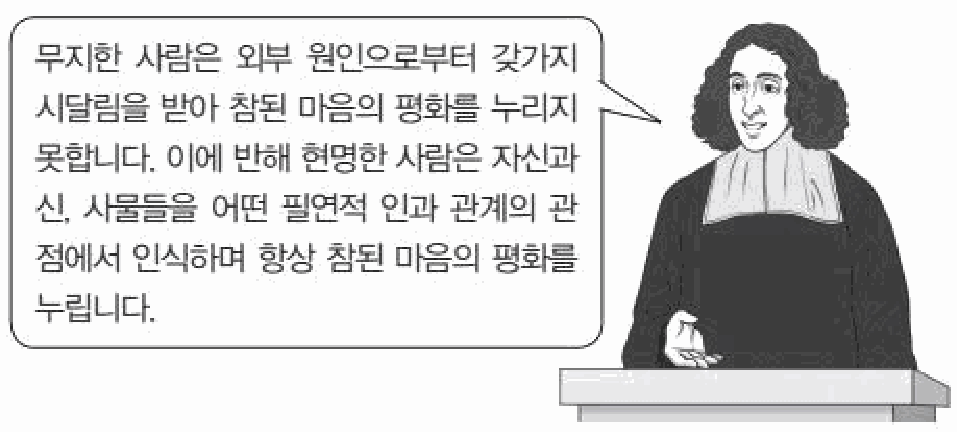 무지한 사람은 외부 원인으로부터 갖가지
시달림을 받아 참된 마음의 평화를 누리지
못합니다. 이에 반해 현명한 사람은 자신과
신, 사물들을 어떤 필연적 인과 관계의 관
점에서 인식하며 항상 참된 마음의 평화를
누립니다.